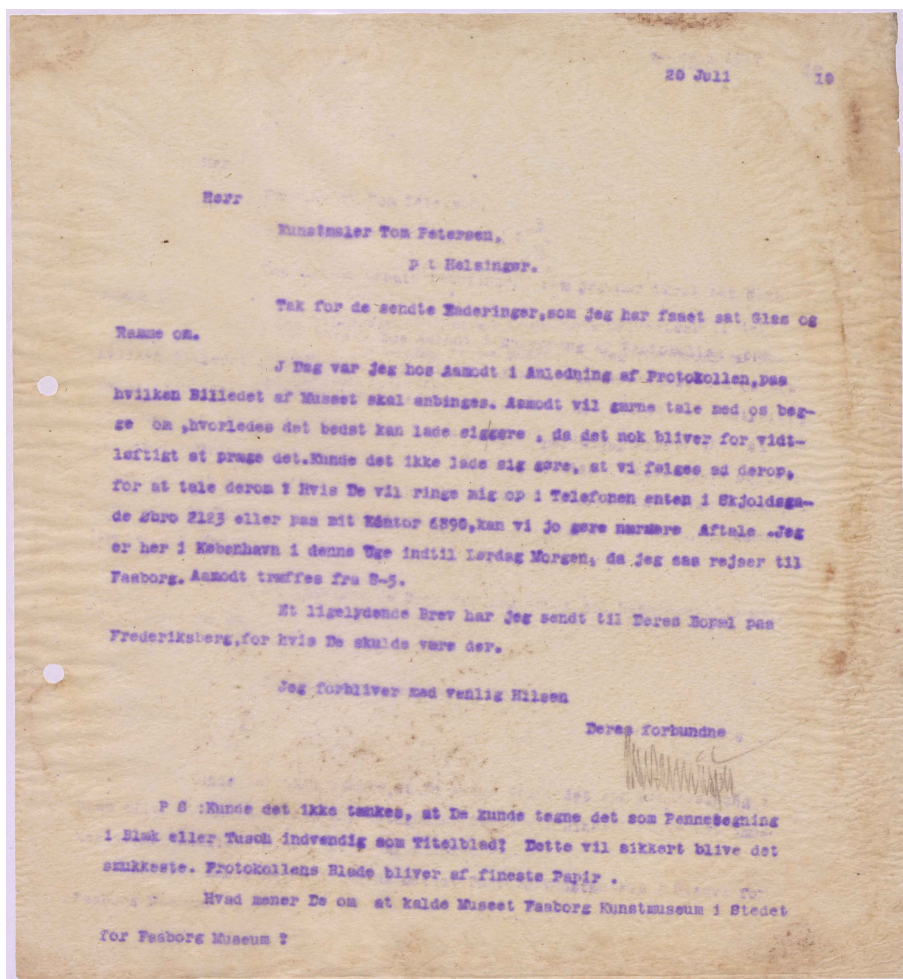 20 Juli 19
Herr
Kunstmaler Tom Petersen,
p t Helsingør.
Tak for de sendte Raderinger,som jeg har faaet sat Glas og
Ramme om.
J Dag var jeg hos Aamodt i Anledning af Protokollen,paa
hvilken Billedet af Museet skal anbinges. Aamodt vil gerne tale med os beg-
ge om ,hvorledes det bedst kan lade siggøre , da det nok bliver for vidt-
løftigt at præge det.Kunde det ikke lade sig gøre, at vi følges ad derop,
for at tale derom ? Hvis De vil ringe mig op i Telefonen enten i Skjoldsga-
de Øbro 2123 eller paa mit Kontor 6890,kan vi jo gøre nærmere Aftale .Jeg
er her i København i denne Uge indtil Lørdag Morgen, da jeg saa rejser til
Faaborg. Aamodt træffes fra 8-5.
Et ligelydende Brev har jeg sendt til Deres Bopæl paa
Frederiksberg,for hvis De skulde være der.
Jeg forbliver med venlig Hilsen
Deres forbundne
P S :Kunde det ikke tænkes, at De kunde tegne det som Pennetegning
i Blæk eller Tusch indvendig som Titelblad? Dette vil sikkert blive det
smukkeste. Protokollens Blade bliver af fineste Papir .
Hvad mener De om at kalde Museet Faaborg Kunstmuseum i Stedet
for Faaborg Museum ?